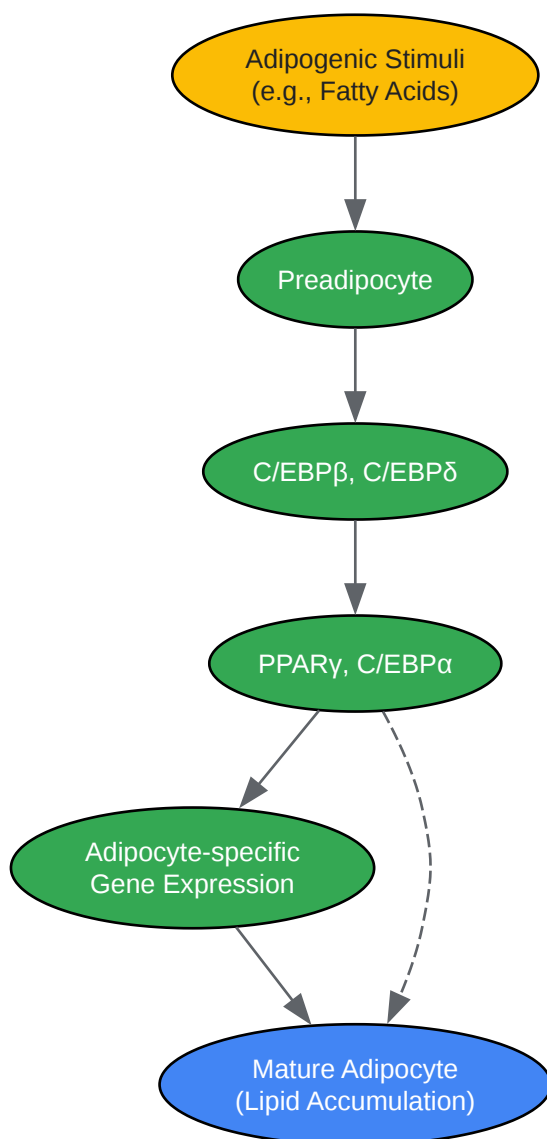 Adipogenic Stimuli
(e.g., Fatty Acids)
Preadipocyte
C/EBPβ, C/EBPδ
PPARγ, C/EBPα
Adipocyte-specific
Gene Expression
Mature Adipocyte
(Lipid Accumulation)